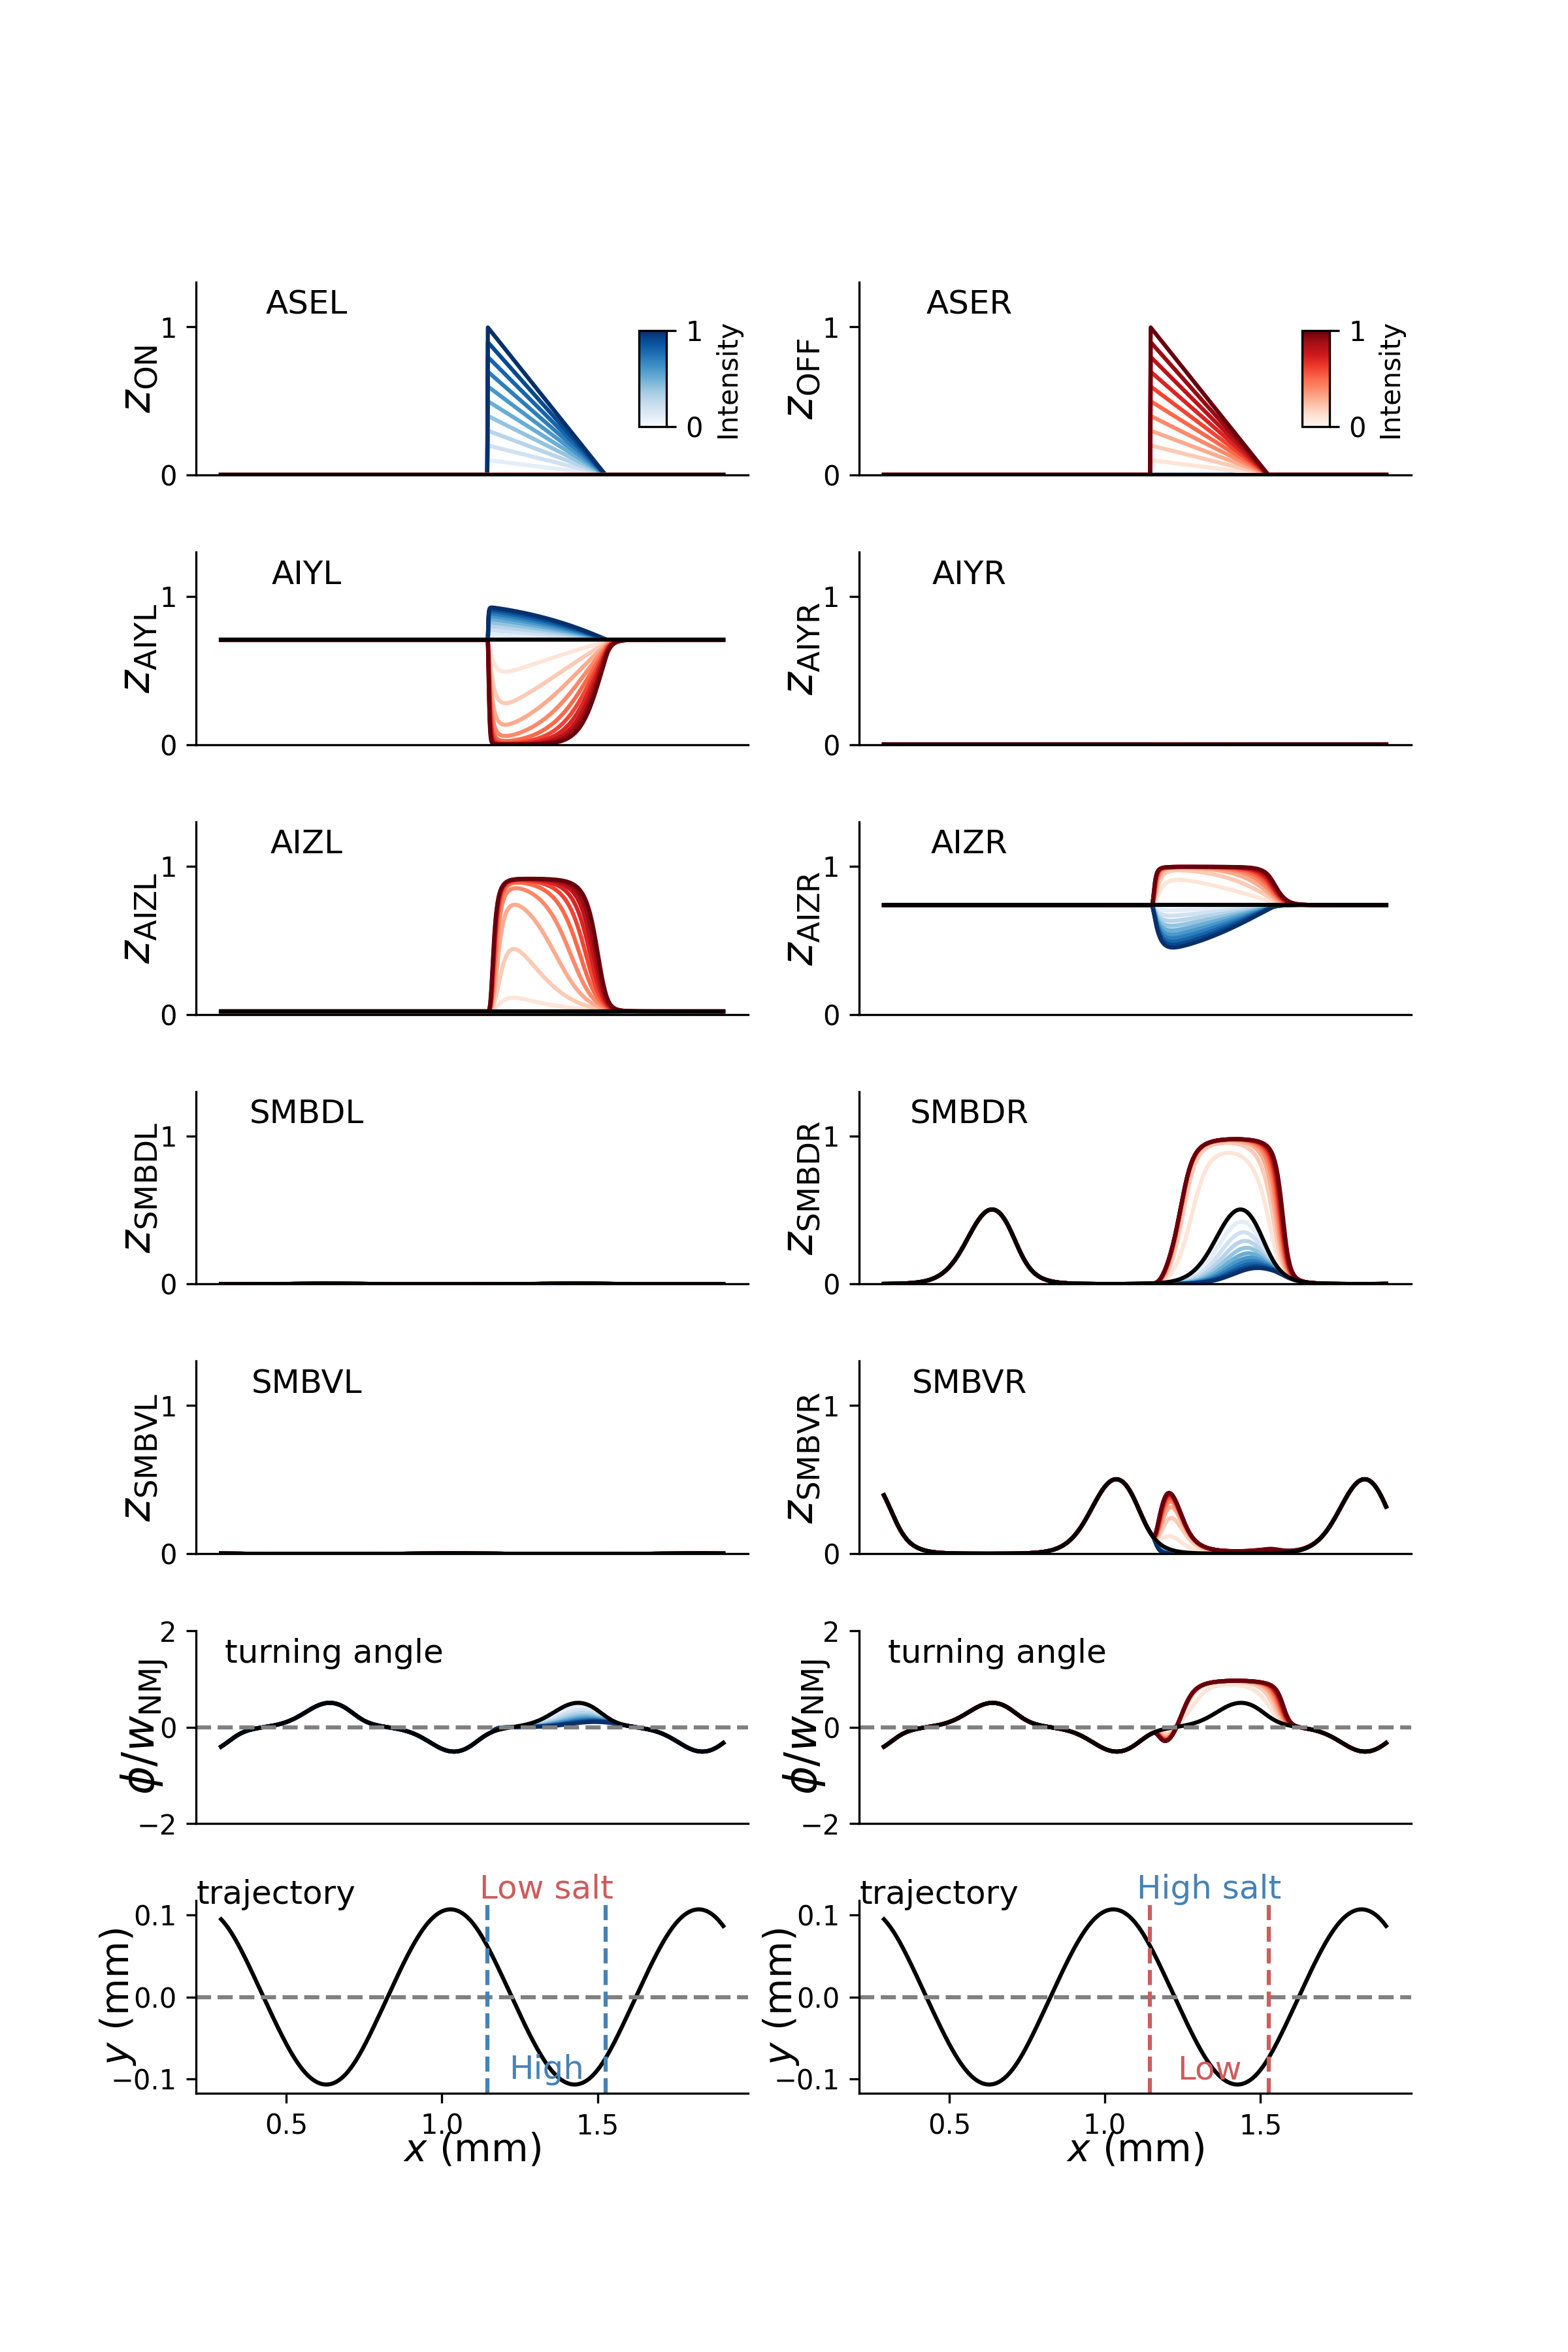 ASEL
z_ON
1
0
1
0
Intensity
ASER
z_OFF
1
0
1
0
Intensity
AIYL
z_AIYL
1
0
AIYR
z_AIYR
1
0
AIZL
z_AIZL
1
0
AIZR
z_AIZR
1
0
SMBDL
z_SMBDL
1
0
SMBDR
z_SMBDR
1
0
SMBVL
z_SMBVL
1
0
SMBVR
z_SMBVR
1
0
turning angle
ϕ/w_NMJ
2
0
−2
turning angle
ϕ/w_NMJ
2
0
−2
trajectory
Low salt
High
y (mm)
0.1
0.0
−0.1
0.5
1.0
1.5
x (mm)
trajectory
High salt
Low
y (mm)
0.1
0.0
−0.1
0.5
1.0
1.5
x (mm)